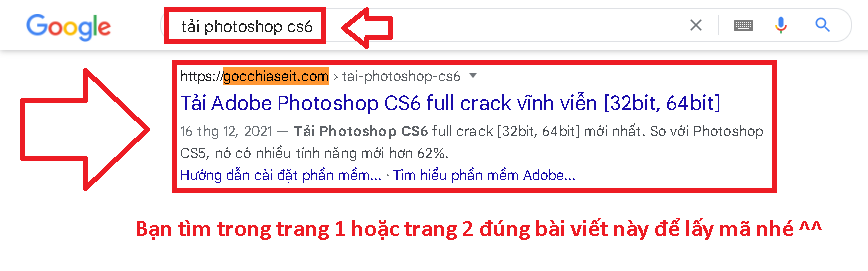 Google
tải photoshop cs6
https://gocchiaseit.com › tai-photoshop-cs6
Tải Adobe Photoshop CS6 full crack vĩnh viễn [32bit, 64bit]
16 thg 12, 2021 — Tải Photoshop CS6 full crack [32bit, 64bit] mới nhất. So với Photoshop
CS5, nó có nhiều tính năng mới hơn 62%.
Hướng dẫn cài đặt phần mềm... · Tìm hiểu phần mềm Adobe...
Bạn tìm trong trang 1 hoặc trang 2 đúng bài viết này để lấy mã nhé ^^